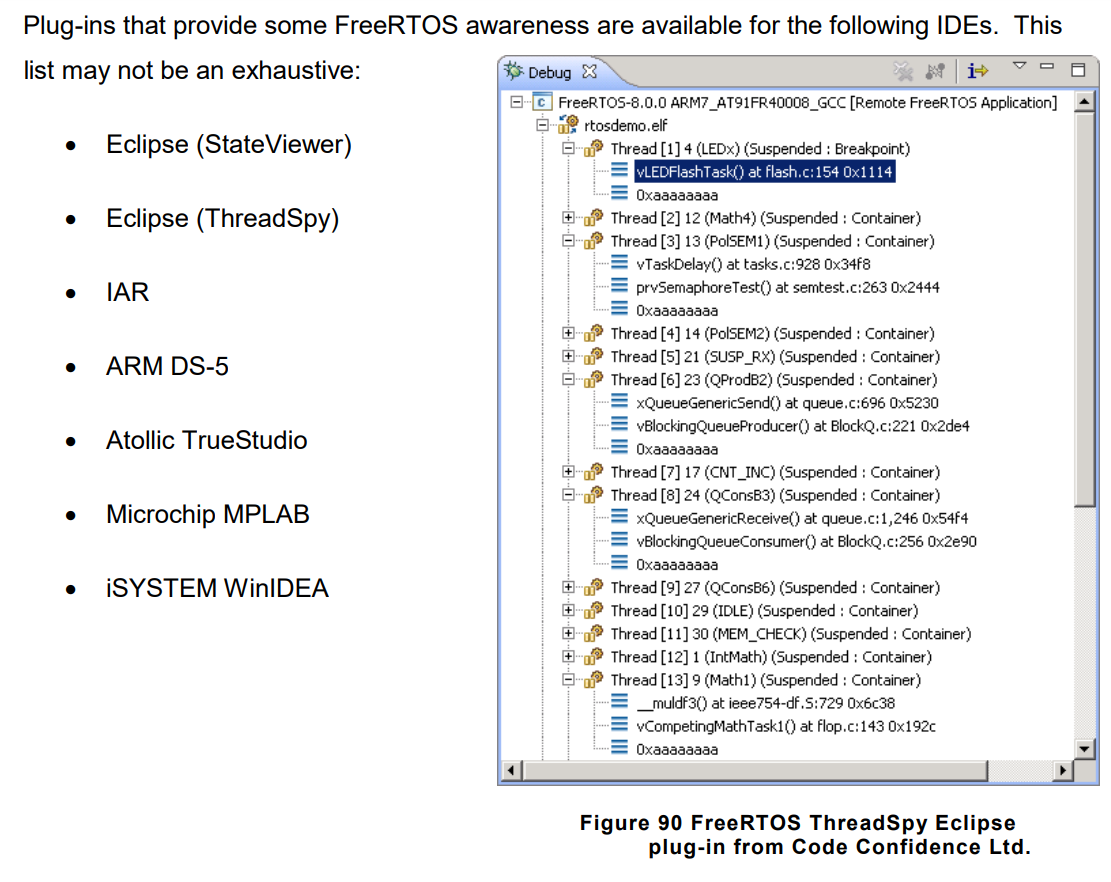 Plug-ins that provide some FreeRTOS awareness are available for the following IDEs.  This
list may not be an exhaustive:
• Eclipse (StateViewer)
• Eclipse (ThreadSpy)
• IAR
• ARM DS-5
• Atollic TrueStudio
• Microchip MPLAB
• iSYSTEM WinIDEA
Debug
FreeRTOS-8.0.0 ARM7_AT91FR40008_GCC [Remote FreeRTOS Application]
rtosdemo.elf
Thread [1] 4 (LEDx) (Suspended : Breakpoint)
vLEDFlashTask() at flash.c:154 0x1114
0xaaaaaaaa
Thread [2] 12 (Math4) (Suspended : Container)
Thread [3] 13 (PolSEM1) (Suspended : Container)
vTaskDelay() at tasks.c:928 0x34f8
prvSemaphoreTest() at semtest.c:263 0x2444
0xaaaaaaaa
Thread [4] 14 (PolSEM2) (Suspended : Container)
Thread [5] 21 (SUSP_RX) (Suspended : Container)
Thread [6] 23 (QProdB2) (Suspended : Container)
xQueueGenericSend() at queue.c:696 0x5230
vBlockingQueueProducer() at BlockQ.c:221 0x2de4
0xaaaaaaaa
Thread [7] 17 (CNT_INC) (Suspended : Container)
Thread [8] 24 (QConsB3) (Suspended : Container)
xQueueGenericReceive() at queue.c:1,246 0x54f4
vBlockingQueueConsumer() at BlockQ.c:256 0x2e90
0xaaaaaaaa
Thread [9] 27 (QConsB6) (Suspended : Container)
Thread [10] 29 (IDLE) (Suspended : Container)
Thread [11] 30 (MEM_CHECK) (Suspended : Container)
Thread [12] 1 (IntMath) (Suspended : Container)
Thread [13] 9 (Math1) (Suspended : Container)
__muldf3() at ieee754-df.S:729 0x6c38
vCompetingMathTask1() at flop.c:143 0x192c
0xaaaaaaaa
Figure 90 FreeRTOS ThreadSpy Eclipse
plug-in from Code Confidence Ltd.